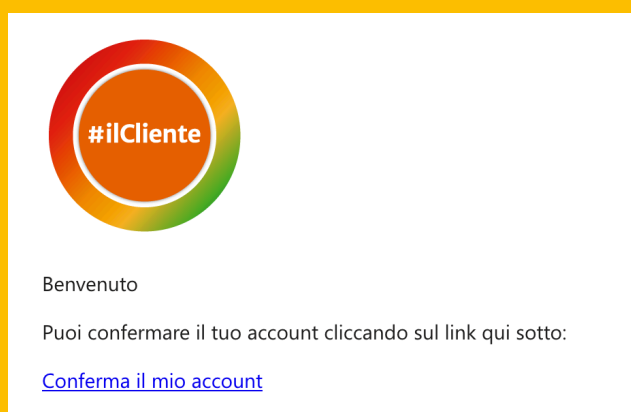 #ilCliente
Benvenuto
Puoi confermare il tuo account cliccando sul link qui sotto:
Conferma il mio account